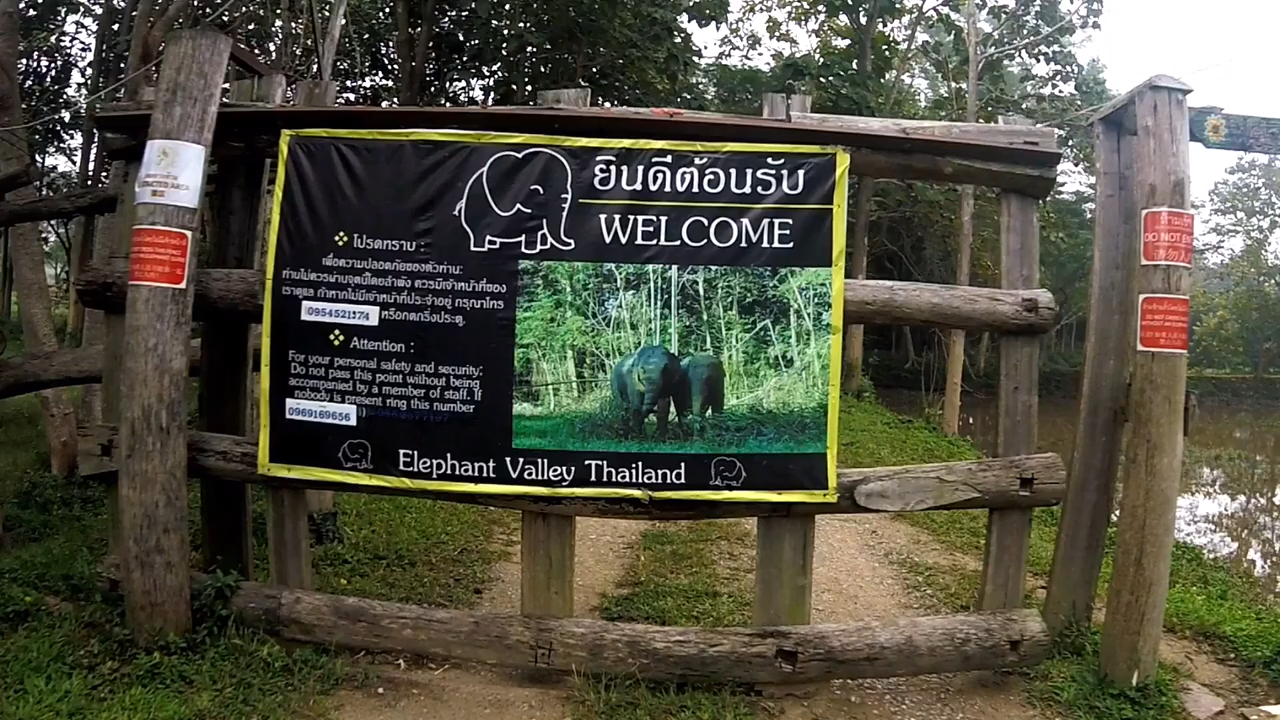 ยินดีต้อนรับ
WELCOME
โปรดทราบ :
เพื่อความปลอดภัยของตัวท่าน:
ท่านไม่ควรผ่านจุดนี้โดยลำพัง ควรมีเจ้าหน้าที่ของ
เราดูแล ถ้าหากไม่มีเจ้าหน้าที่ประจำอยู่ กรุณาโทร
0954521374 หรือกดกริ่งประตู.
Attention :
For your personal safety and security:
Do not pass this point without being
accompanied by a member of staff. If
nobody is present ring this number
0969169656
Elephant Valley Thailand
AREA
DO NOT